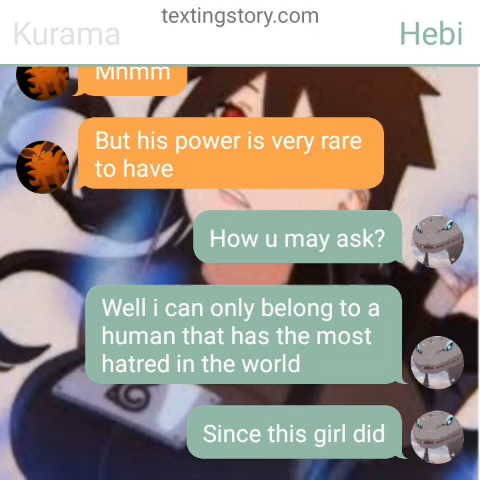 textingstory.com
Kurama
Hebi
Mhmm
But his power is very rare
to have
How u may ask?
Well i can only belong to a
human that has the most
hatred in the world
Since this girl did